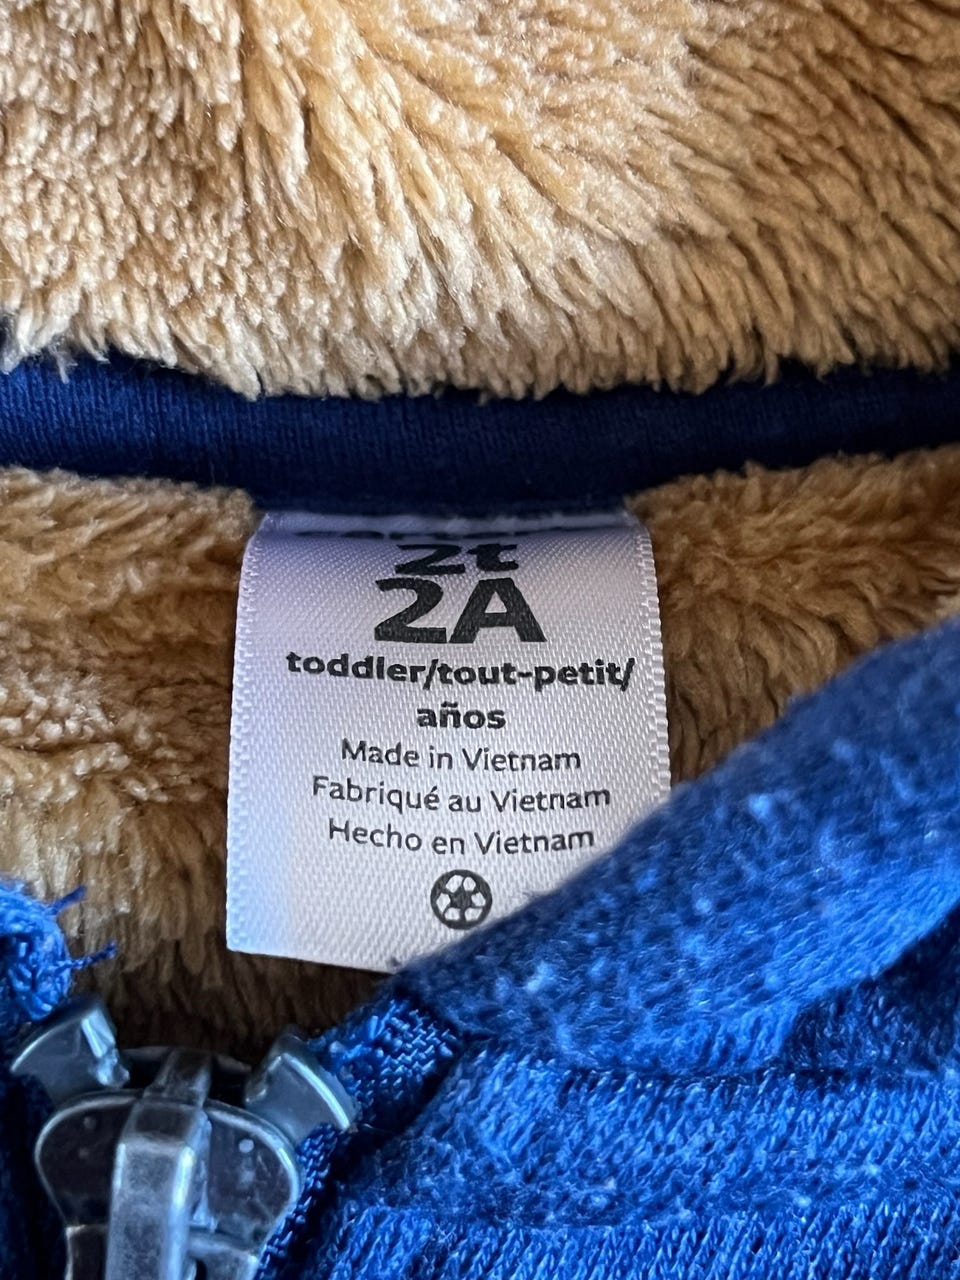 2t
2A
toddler/tout-petit/
años
Made in Vietnam
Fabriqué au Vietnam
Hecho en Vietnam